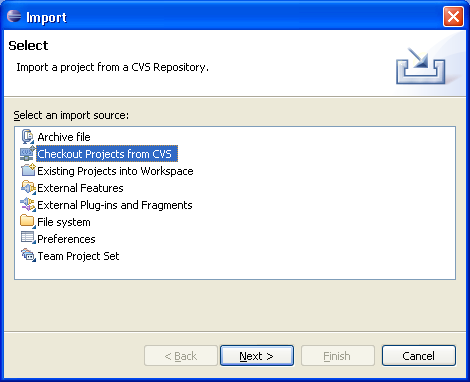 Import
Select
Import a project from a CVS Repository.
Select an import source:
Archive file
Checkout Projects from CVS
Existing Projects into Workspace
External Features
External Plug-ins and Fragments
File system
Preferences
Team Project Set
< Back
Next >
Finish
Cancel